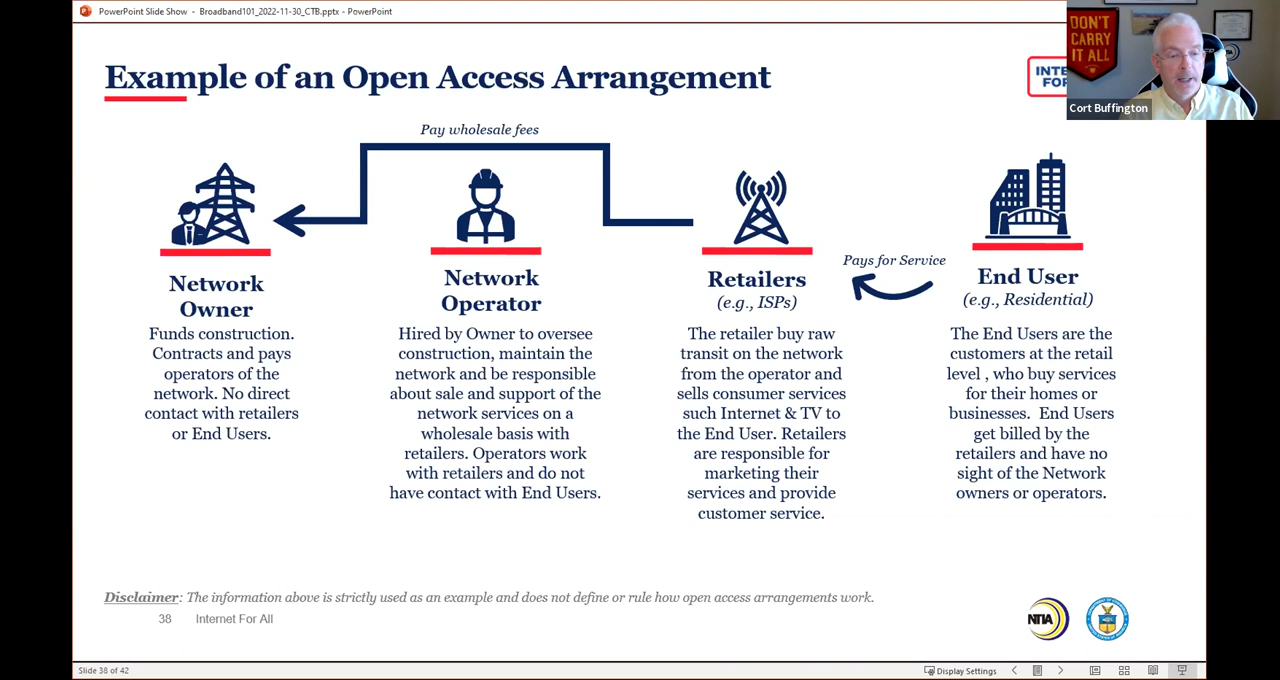 PowerPoint Slide Show - Broadband101_2022-11-30_CTB.pptx - PowerPoint
DON'T
CARRY
IT ALL
Cort Buffington
Example of an Open Access Arrangement
INTE
FOR
Pay wholesale fees
Pays for Service
Network
Owner
Funds construction.
Contracts and pays
operators of the
network. No direct
contact with retailers
or End Users.
Network
Operator
Hired by Owner to oversee
construction, maintain the
network and be responsible
about sale and support of the
network services on a
wholesale basis with
retailers. Operators work
with retailers and do not
have contact with End Users.
Retailers
(e.g., ISPs)
The retailer buy raw
transit on the network
from the operator and
sells consumer services
such Internet & TV to
the End User. Retailers
are responsible for
marketing their
services and provide
customer service.
End User
(e.g., Residential)
The End Users are the
customers at the retail
level , who buy services
for their homes or
businesses.  End Users
get billed by the
retailers and have no
sight of the Network
owners or operators.
Disclaimer: The information above is strictly used as an example and does not define or rule how open access arrangements work.
38 Internet For All
NTIA
Slide 38 of 42
Display Settings